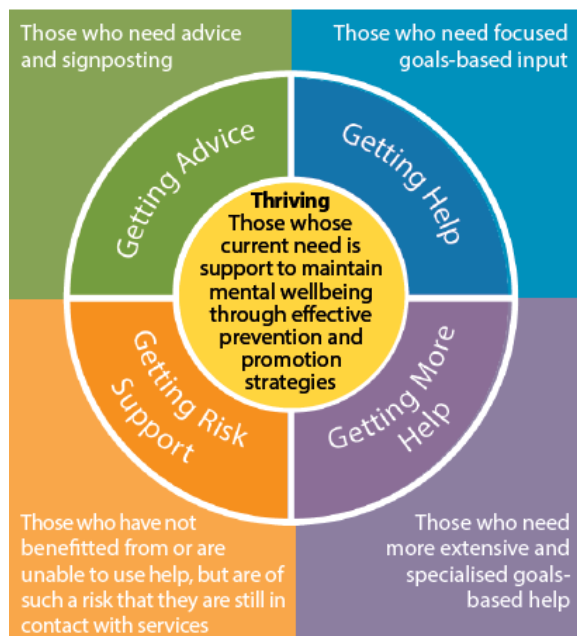 Those who need advice
and signposting
Those who need focused
goals-based input
Getting Advice
Getting Help
Thriving
Those whose
current need is
support to maintain
mental wellbeing
through effective
prevention and
promotion
strategies
Getting Risk
Support
Getting More
Help
Those who have not
benefitted from or are
unable to use help, but are of
such a risk that they are still in
contact with services
Those who need
more extensive and
specialised goals-
based help